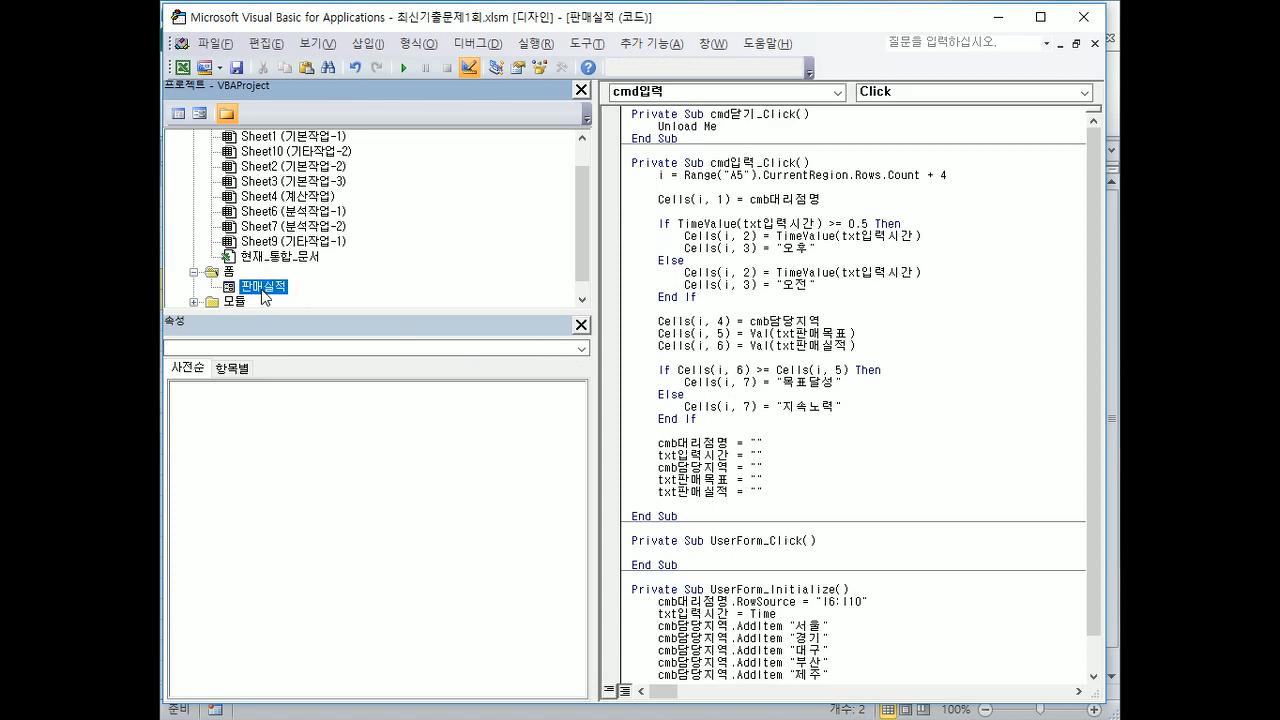 Microsoft Visual Basic for Applications - 최신기출문제1회.xlsm [디자인] - [판매실적 (코드)]
파일(F) 편집(E) 보기(V) 삽입(I) 형식(O) 디버그(D) 실행(R) 도구(T) 추가 기능(A) 창(W) 도움말(H)
질문을 입력하십시오.
프로젝트 - VBAProject
Sheet1 (기본작업-1)
Sheet10 (기타작업-2)
Sheet2 (기본작업-2)
Sheet3 (기본작업-3)
Sheet4 (계산작업)
Sheet6 (분석작업-1)
Sheet7 (분석작업-2)
Sheet9 (기타작업-1)
현재_통합_문서
폼
판매실적
모듈
속성
사전순 항목별
cmd입력 Click
Private Sub cmd닫기_Click()
Unload Me
End Sub
Private Sub cmd입력_Click()
i = Range("A5").CurrentRegion.Rows.Count + 4
Cells(i, 1) = cmb대리점명
If TimeValue(txt입력시간) >= 0.5 Then
Cells(i, 2) = TimeValue(txt입력시간)
Cells(i, 3) = "오후"
Else
Cells(i, 2) = TimeValue(txt입력시간)
Cells(i, 3) = "오전"
End If
Cells(i, 4) = cmb담당지역
Cells(i, 5) = Val(txt판매목표)
Cells(i, 6) = Val(txt판매실적)
If Cells(i, 6) >= Cells(i, 5) Then
Cells(i, 7) = "목표달성"
Else
Cells(i, 7) = "지속노력"
End If
cmb대리점명 = ""
txt입력시간 = ""
cmb담당지역 = ""
txt판매목표 = ""
txt판매실적 = ""
End Sub
Private Sub UserForm_Click()
End Sub
Private Sub UserForm_Initialize()
cmb대리점명.RowSource = "I6:I10"
txt입력시간 = Time
cmb담당지역.AddItem "서울"
cmb담당지역.AddItem "경기"
cmb담당지역.AddItem "대구"
cmb담당지역.AddItem "부산"
cmb담당지역.AddItem "제주"
준비 개수: 2 100%